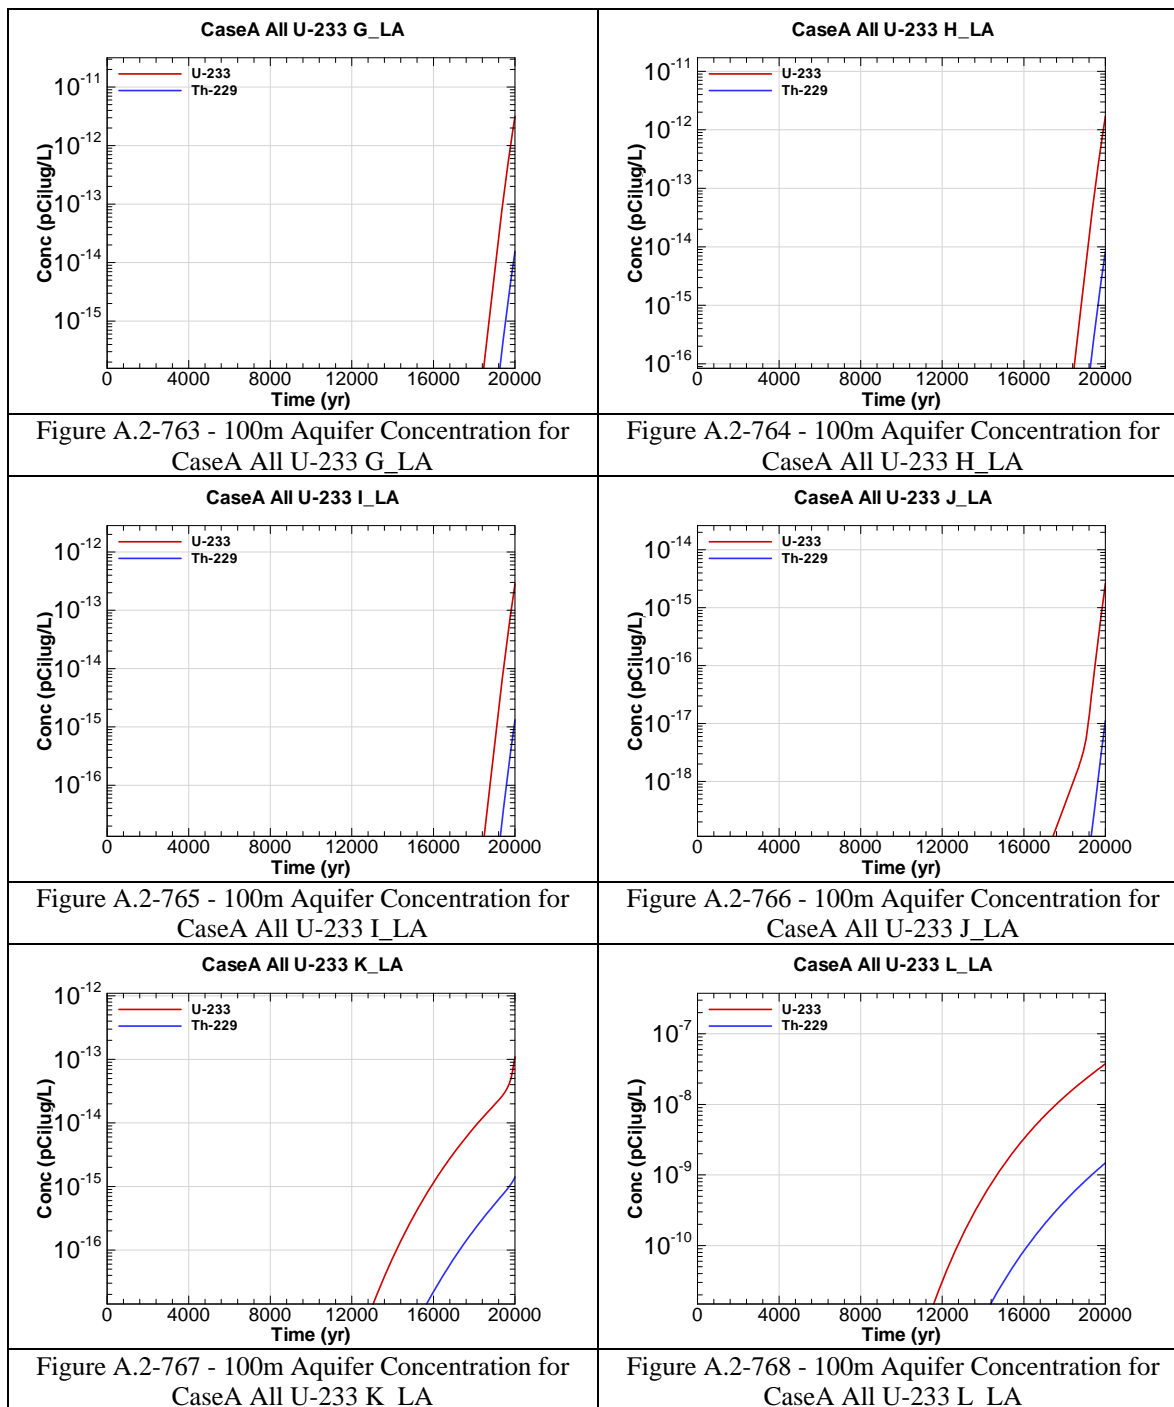 CaseA All U-233 G_LA
Conc (pCi|ug/L)
U-233
Th-229
10-11
10-12
10-13
10-14
10-15
0 4000 8000 12000 16000 20000
Time (yr)
Figure A.2-763 - 100m Aquifer Concentration for
CaseA All U-233 G_LA
CaseA All U-233 H_LA
Conc (pCi|ug/L)
U-233
Th-229
10-11
10-12
10-13
10-14
10-15
10-16
0 4000 8000 12000 16000 20000
Time (yr)
Figure A.2-764 - 100m Aquifer Concentration for
CaseA All U-233 H_LA
CaseA All U-233 I_LA
Conc (pCi|ug/L)
U-233
Th-229
10-12
10-13
10-14
10-15
10-16
0 4000 8000 12000 16000 20000
Time (yr)
Figure A.2-765 - 100m Aquifer Concentration for
CaseA All U-233 I_LA
CaseA All U-233 J_LA
Conc (pCi|ug/L)
U-233
Th-229
10-14
10-15
10-16
10-17
10-18
0 4000 8000 12000 16000 20000
Time (yr)
Figure A.2-766 - 100m Aquifer Concentration for
CaseA All U-233 J_LA
CaseA All U-233 K_LA
Conc (pCi|ug/L)
U-233
Th-229
10-12
10-13
10-14
10-15
10-16
0 4000 8000 12000 16000 20000
Time (yr)
Figure A.2-767 - 100m Aquifer Concentration for
CaseA All U-233 K_LA
CaseA All U-233 L_LA
Conc (pCi|ug/L)
U-233
Th-229
10-7
10-8
10-9
10-10
0 4000 8000 12000 16000 20000
Time (yr)
Figure A.2-768 - 100m Aquifer Concentration for
CaseA All U-233 L_LA